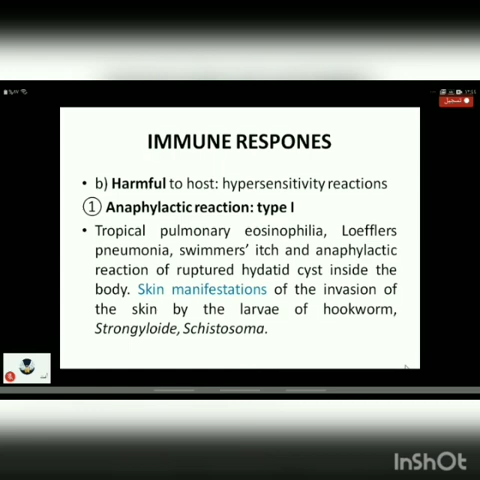 تسجيل
IMMUNE RESPONES
• b) Harmful to host: hypersensitivity reactions
① Anaphylactic reaction: type I
• Tropical pulmonary eosinophilia, Loefflers
pneumonia, swimmers' itch and anaphylactic
reaction of ruptured hydatid cyst inside the
body. Skin manifestations of the invasion of
the skin by the larvae of hookworm,
Strongyloide, Schistosoma.
InShOt